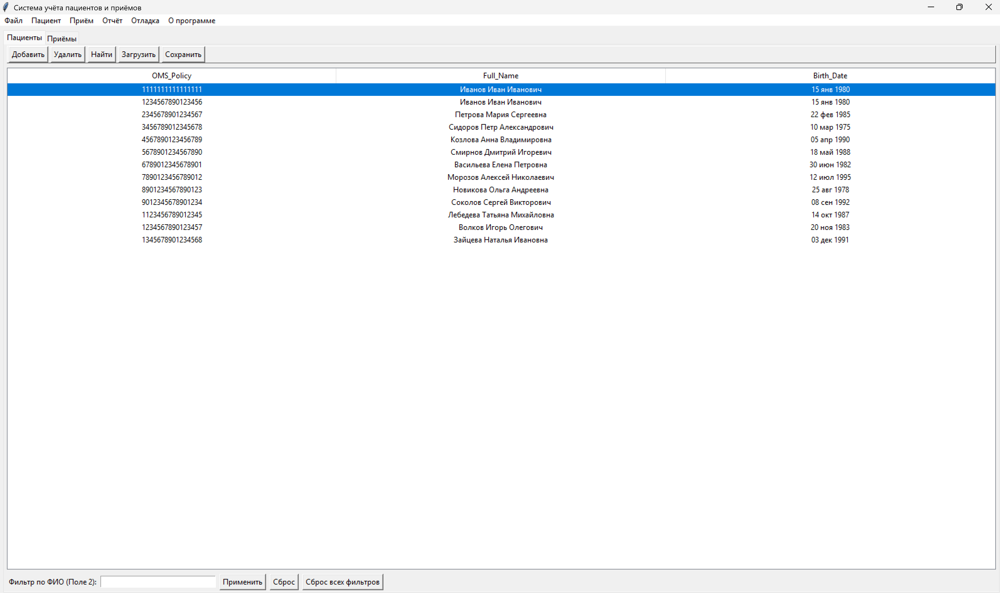 Система учёта пациентов и приёмов
Файл Пациент Приём Отчёт Отладка О программе
Пациенты Приёмы
Добавить Удалить Найти Загрузить Сохранить
OMS_Policy Full_Name Birth_Date
1111111111111111 Иванов Иван Иванович 15 янв 1980
1234567890123456 Иванов Иван Иванович 15 янв 1980
2345678901234567 Петрова Мария Сергеевна 22 фев 1985
3456789012345678 Сидоров Петр Александрович 10 мар 1975
4567890123456789 Козлова Анна Владимировна 05 апр 1990
5678901234567890 Смирнов Дмитрий Игоревич 18 май 1988
6789012345678901 Васильева Елена Петровна 30 июн 1982
7890123456789012 Морозов Алексей Николаевич 12 июл 1995
8901234567890123 Новикова Ольга Андреевна 25 авг 1978
9012345678901234 Соколов Сергей Викторович 08 сен 1992
1123456789012345 Лебедева Татьяна Михайловна 14 окт 1987
1234567890123457 Волков Игорь Олегович 20 ноя 1983
1345678901234568 Зайцева Наталья Ивановна 03 дек 1991
Фильтр по ФИО (Поле 2): Применить Сброс Сброс всех фильтров